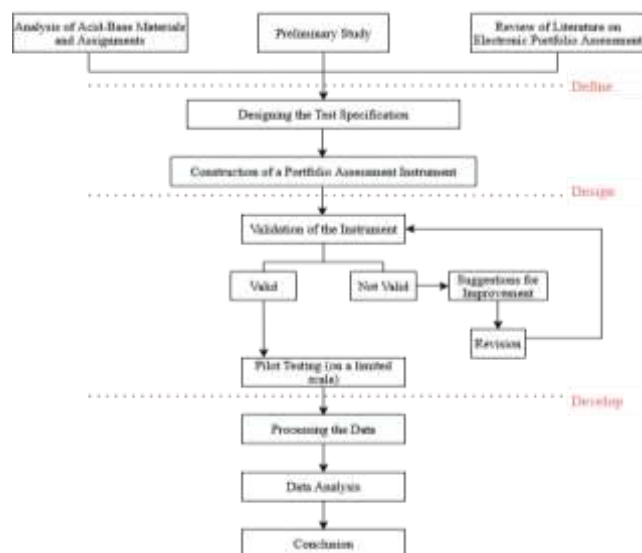 Analysis of Acid-Base Materials
and Assignments
Preliminary Study
Review of Literature on
Electronic Portfolio Assessment
Define
Designing the Test Specification
Construction of a Portfolio Assessment Instrument
Design
Validation of the Instrument
Valid
Not Valid
Suggestions for
Improvement
Revision
Pilot Testing (on a limited
scale)
Develop
Processing the Data
Data Analysis
Conclusion